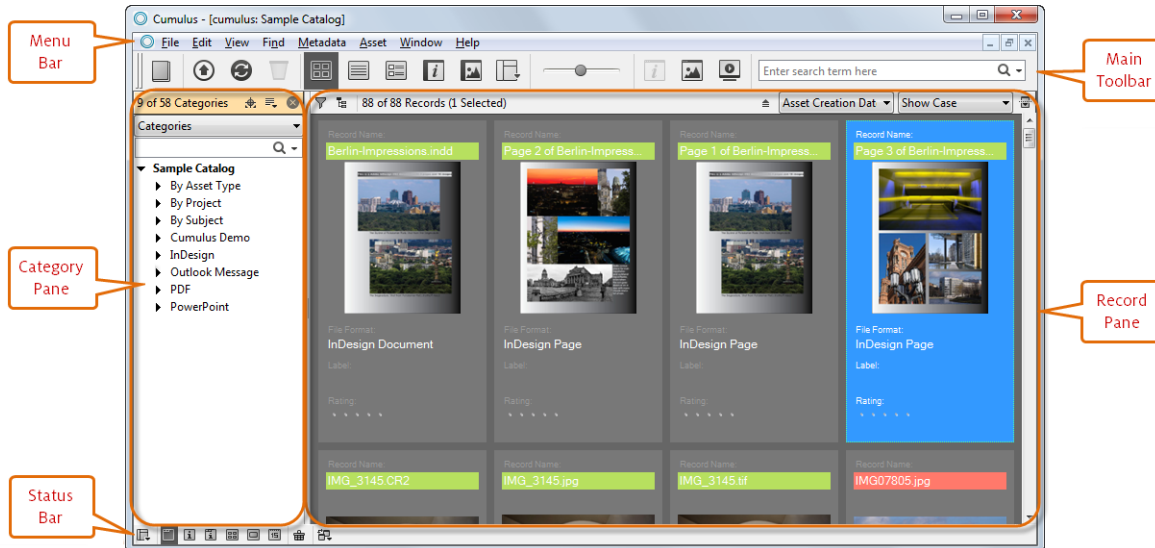 Cumulus - [cumulus: Sample Catalog]
Menu Bar
File Edit View Find Metadata Asset Window Help
Main Toolbar
Enter search term here
9 of 58 Categories
88 of 88 Records (1 Selected)
Asset Creation Dat
Show Case
Categories
Sample Catalog
By Asset Type
By Project
By Subject
Cumulus Demo
InDesign
Outlook Message
PDF
PowerPoint
Category Pane
Record Name: Record Name: Record Name: Record Name:
Berlin-Impressions.indd Page 2 of Berlin-Impress... Page 1 of Berlin-Impress... Page 3 of Berlin-Impress...
File Format: File Format: File Format: File Format:
InDesign Document InDesign Page InDesign Page InDesign Page
Label: Label: Label: Label:
Rating: Rating: Rating: Rating:
Record Pane
Record Name: Record Name: Record Name: Record Name:
IMG_3145.CR2 IMG_3145.jpg IMG_3145.tif IMG07805.jpg
Status Bar